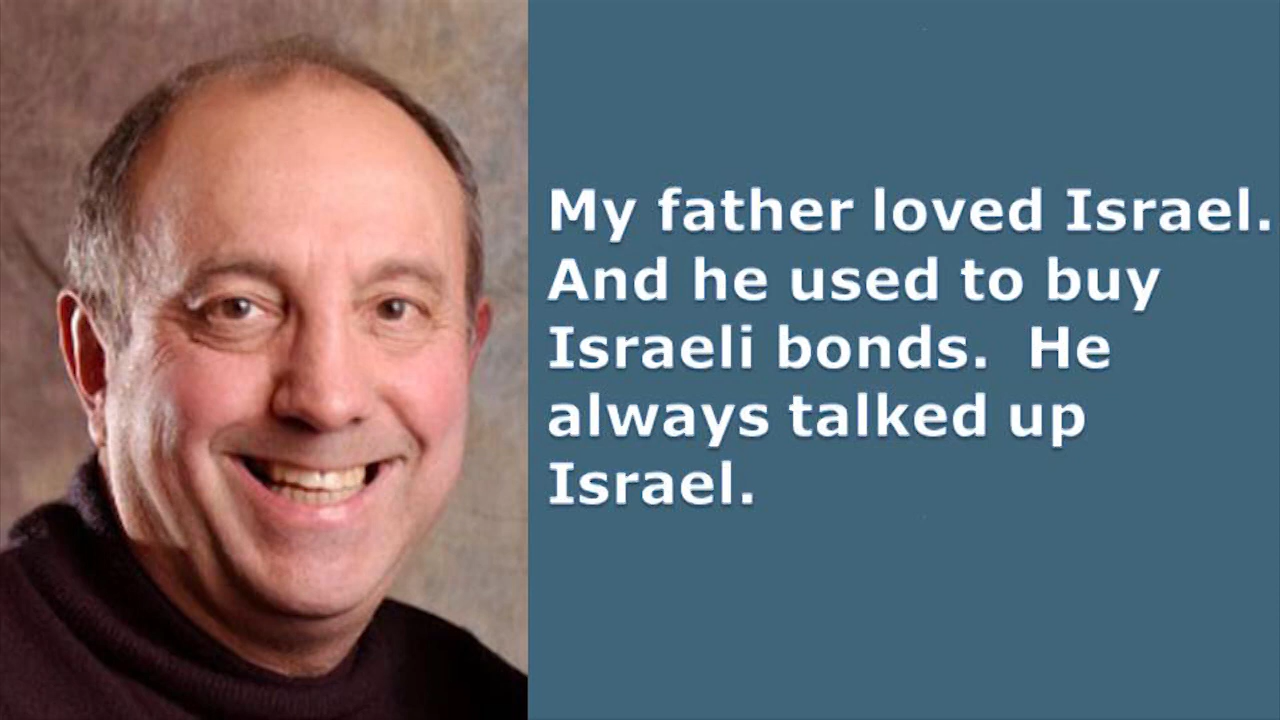 My father loved Israel.
And he used to buy
Israeli bonds.  He
always talked up
Israel.